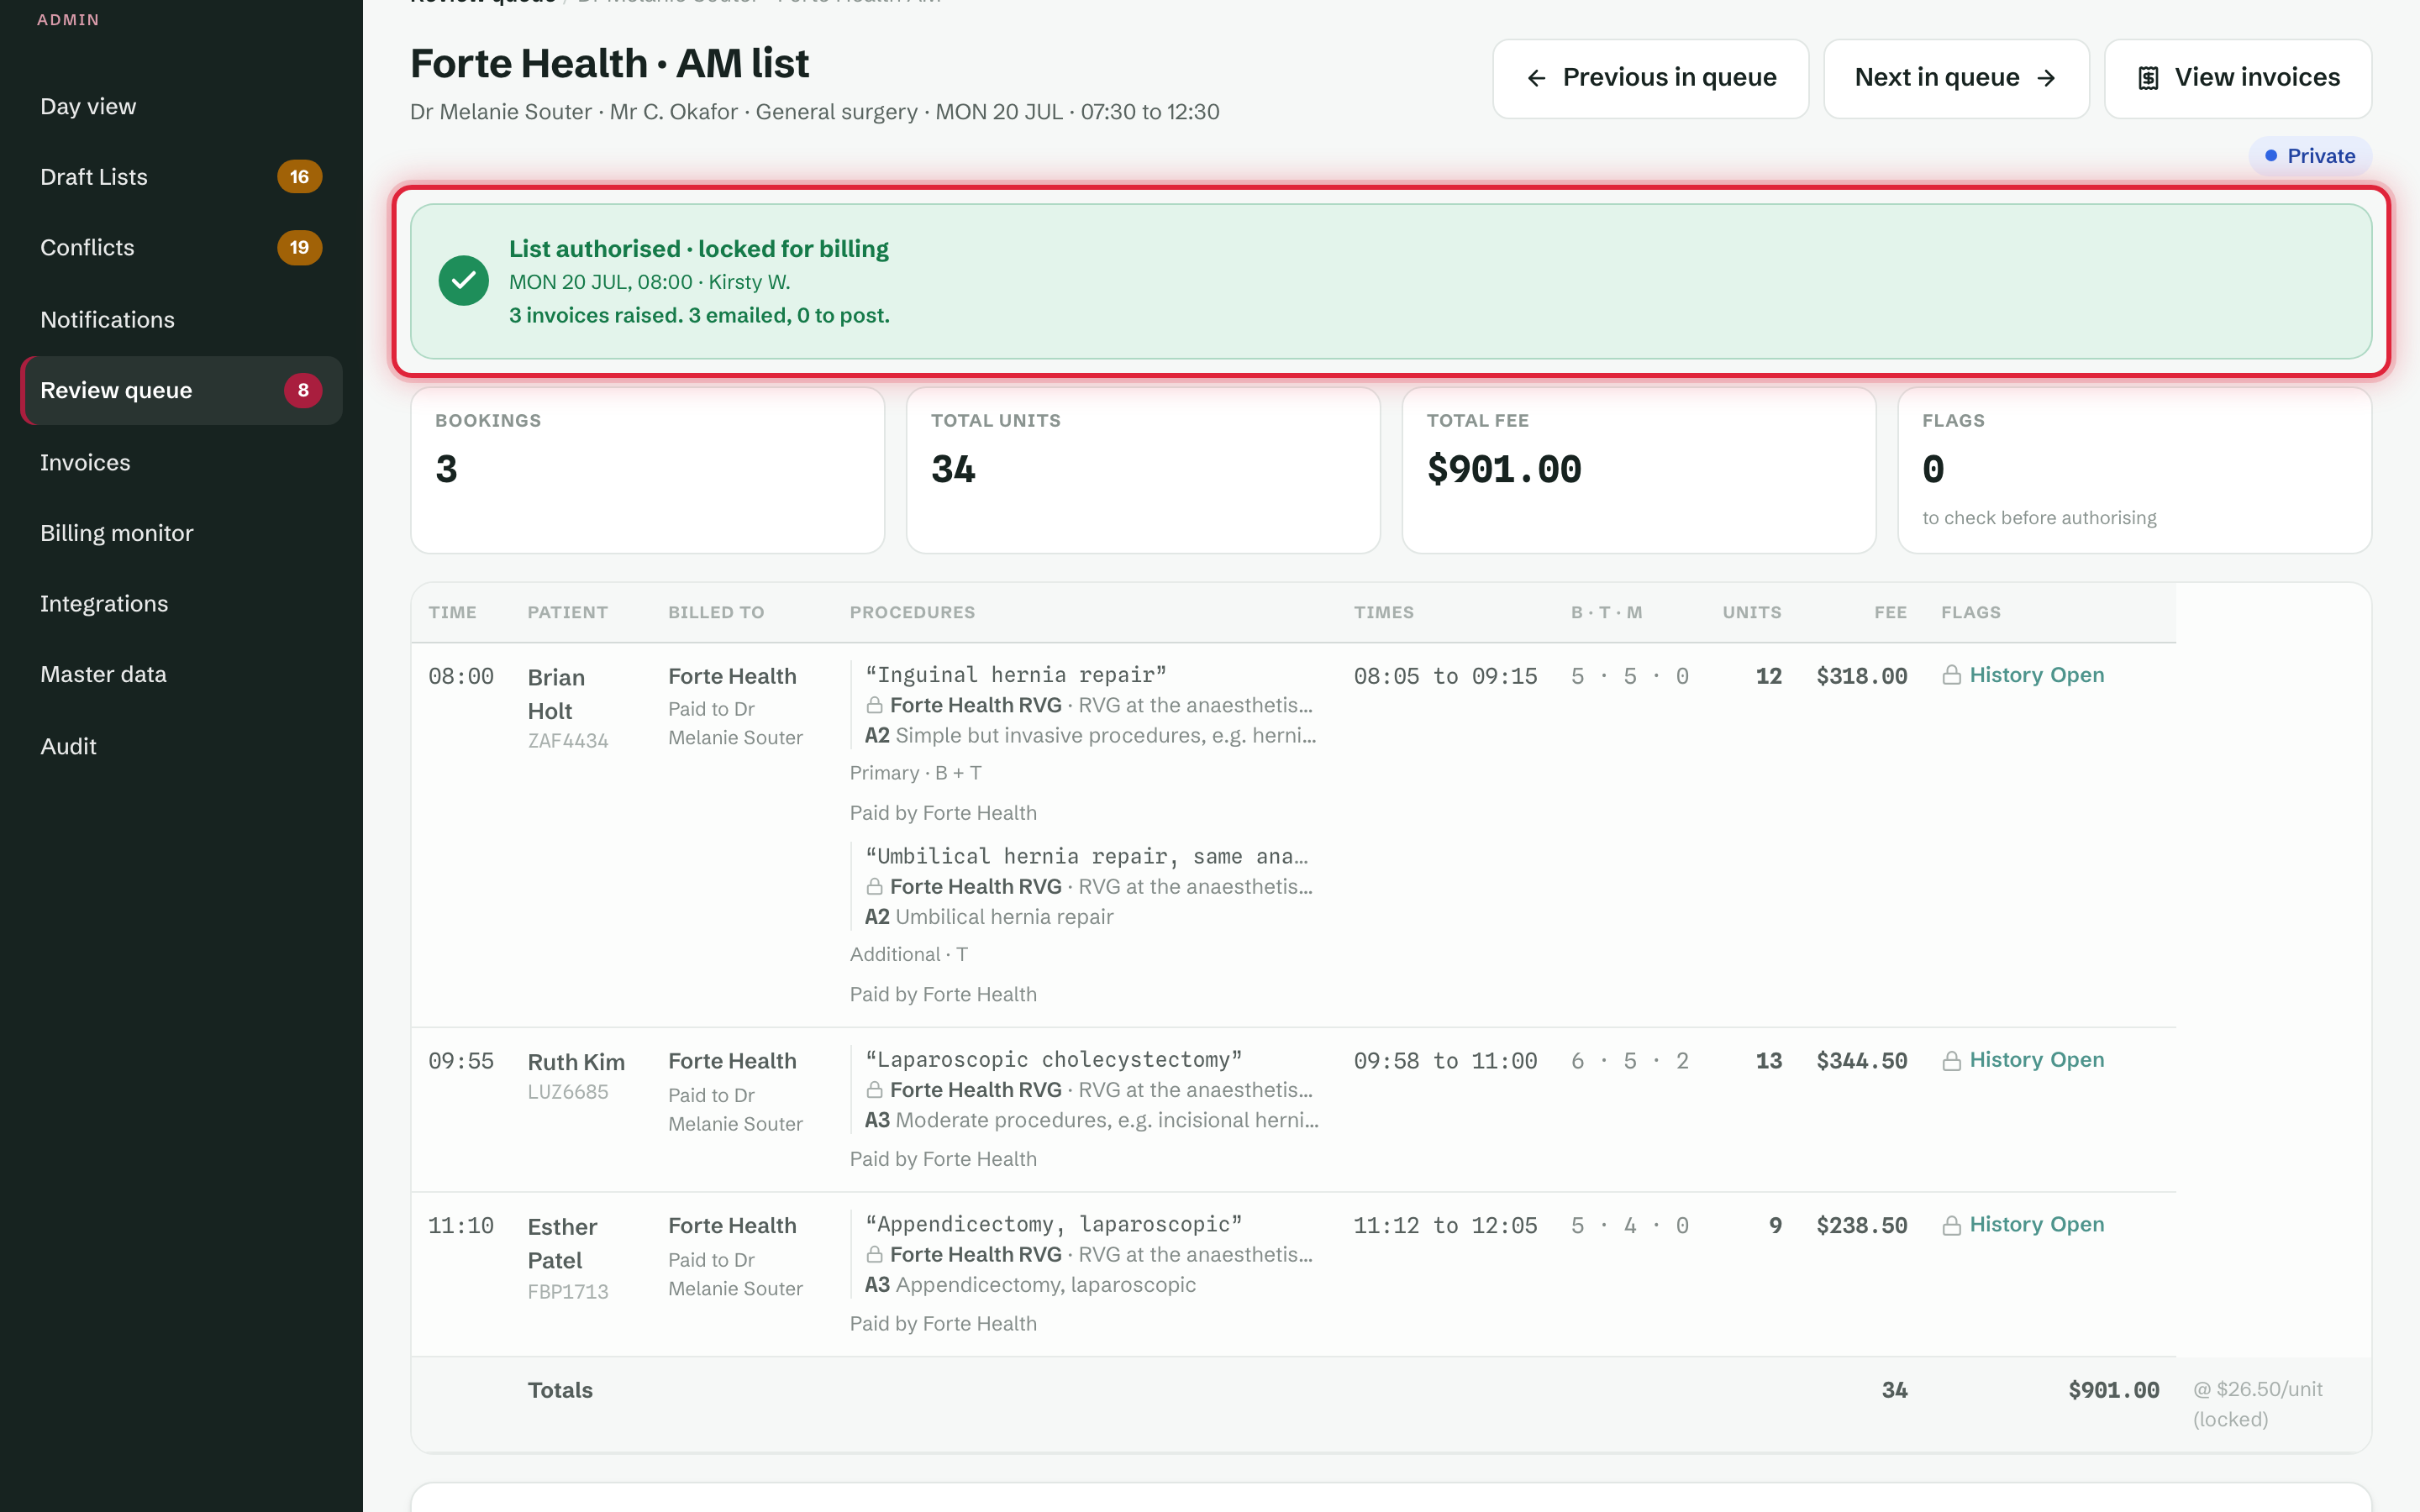 ADMIN
Day view
Draft Lists 16
Conflicts 19
Notifications
Review queue 8
Invoices
Billing monitor
Integrations
Master data
Audit
Forte Health · AM list
Dr Melanie Souter · Mr C. Okafor · General surgery · MON 20 JUL · 07:30 to 12:30
← Previous in queue
Next in queue →
View invoices
Private
List authorised · locked for billing
MON 20 JUL, 08:00 · Kirsty W.
3 invoices raised. 3 emailed, 0 to post.
BOOKINGS
3
TOTAL UNITS
34
TOTAL FEE
$901.00
FLAGS
0
to check before authorising
TIME PATIENT BILLED TO PROCEDURES TIMES B · T · M UNITS FEE FLAGS
08:00
Brian
Holt
ZAF4434
Forte Health
Paid to Dr
Melanie Souter
“Inguinal hernia repair”
Forte Health RVG · RVG at the anaesthetis...
A2 Simple but invasive procedures, e.g. herni...
Primary · B + T
Paid by Forte Health
“Umbilical hernia repair, same ana...
Forte Health RVG · RVG at the anaesthetis...
A2 Umbilical hernia repair
Additional · T
Paid by Forte Health
08:05 to 09:15
5 · 5 · 0
12
$318.00
History Open
09:55
Ruth Kim
LUZ6685
Forte Health
Paid to Dr
Melanie Souter
“Laparoscopic cholecystectomy”
Forte Health RVG · RVG at the anaesthetis...
A3 Moderate procedures, e.g. incisional herni...
Paid by Forte Health
09:58 to 11:00
6 · 5 · 2
13
$344.50
History Open
11:10
Esther
Patel
FBP1713
Forte Health
Paid to Dr
Melanie Souter
“Appendicectomy, laparoscopic”
Forte Health RVG · RVG at the anaesthetis...
A3 Appendicectomy, laparoscopic
Paid by Forte Health
11:12 to 12:05
5 · 4 · 0
9
$238.50
History Open
Totals
34
$901.00
@ $26.50/unit
(locked)